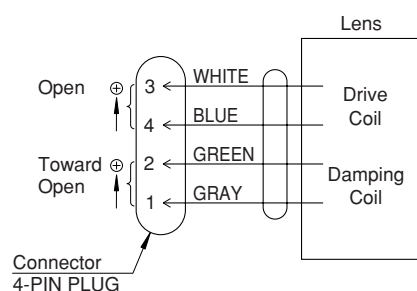 Lens
Open ⊕ 3 WHITE
Drive
Coil
4 BLUE
Toward
Open ⊕ 2 GREEN
Damping
Coil
1 GRAY
Connector
4-PIN PLUG